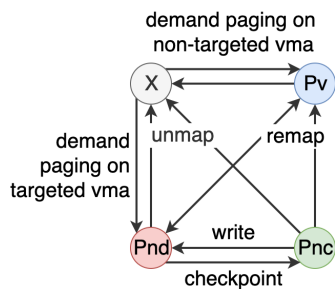 demand paging on
non-targeted vma
X
Pv
demand
paging on
targeted vma
unmap
remap
Pnd
write
Pnc
checkpoint